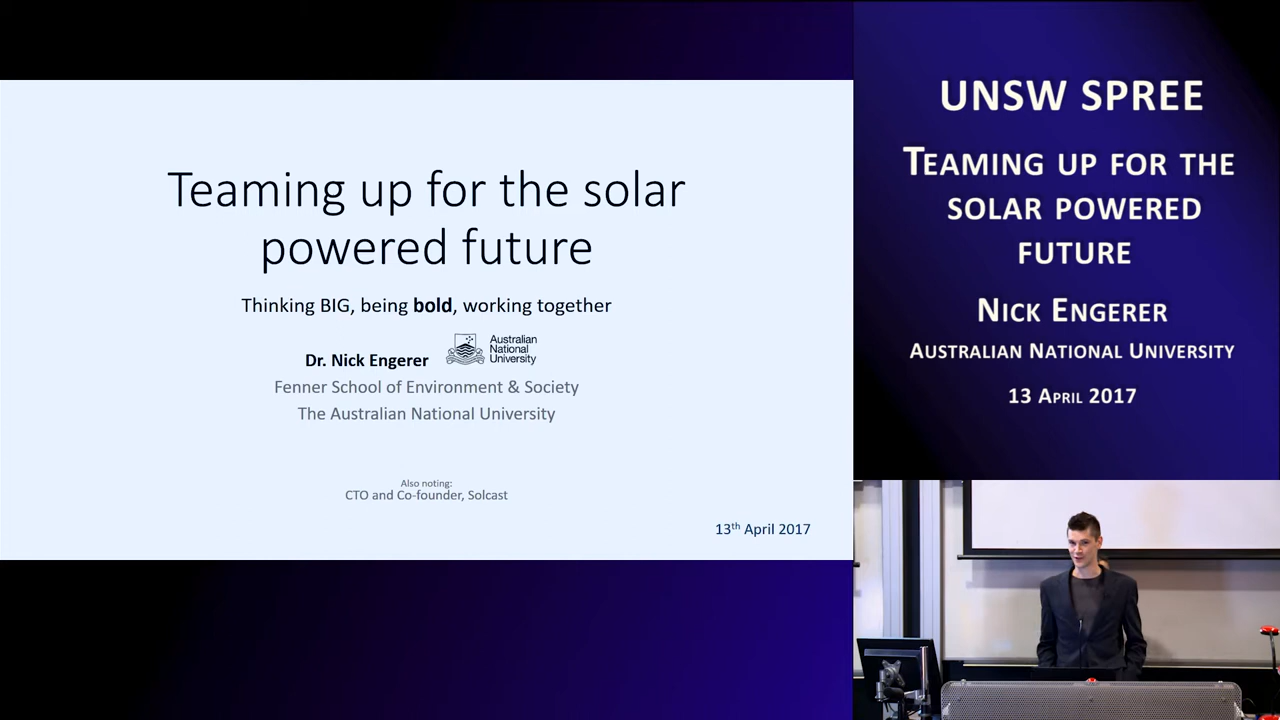 Teaming up for the solar
powered future
Thinking BIG, being bold, working together
Dr. Nick Engerer
Australian
National
University
Fenner School of Environment & Society
The Australian National University
Also noting:
CTO and Co-founder, Solcast
13th April 2017
UNSW SPREE
TEAMING UP FOR THE
SOLAR POWERED
FUTURE
NICK ENGERER
AUSTRALIAN NATIONAL UNIVERSITY
13 APRIL 2017